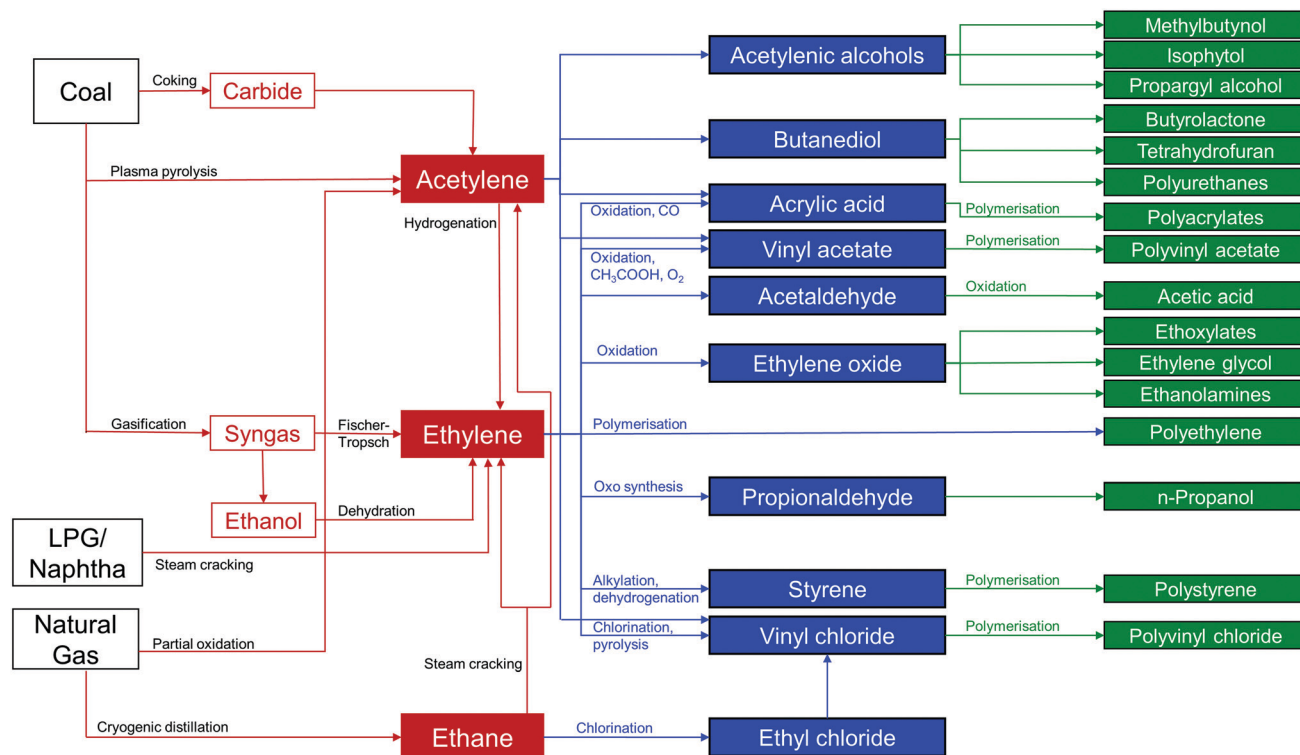 Methylbutynol
Acetylenic alcohols
Isophytol
Propargyl alcohol
Coal
Coking
Carbide
Butyrolactone
Butanediol
Tetrahydrofuran
Polyurethanes
Plasma pyrolysis
Acetylene
Hydrogenation
Oxidation, CO
Acrylic acid
Polymerisation
Polyacrylates
Oxidation,
CH₃COOH, O₂
Vinyl acetate
Polymerisation
Polyvinyl acetate
Acetaldehyde
Oxidation
Acetic acid
Ethoxylates
Oxidation
Ethylene oxide
Ethylene glycol
Ethanolamines
Gasification
Syngas
Fischer-
Tropsch
Ethylene
Polymerisation
Polyethylene
Oxo synthesis
Propionaldehyde
n-Propanol
Ethanol
Dehydration
LPG/
Naphtha
Steam cracking
Alkylation,
dehydrogenation
Styrene
Polymerisation
Polystyrene
Natural
Gas
Partial oxidation
Chlorination,
pyrolysis
Vinyl chloride
Polymerisation
Polyvinyl chloride
Steam cracking
Cryogenic distillation
Ethane
Chlorination
Ethyl chloride